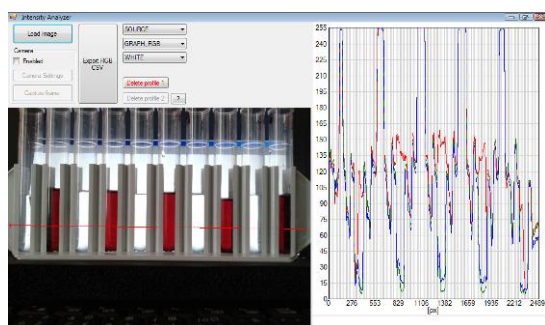 Intensity Analyzer
Load image
Camera
Enabled
Camera Settings
Capture frame
Export RGB
CSV
SOURCE
GRAPH_RGB
WHITE
Delete profile 1
Delete profile 2
?
255
240
225
210
195
180
165
150
135
120
105
90
75
60
45
30
15
0
0 276 553 829 1106 1382 1659 1935 2212 2489
[px]